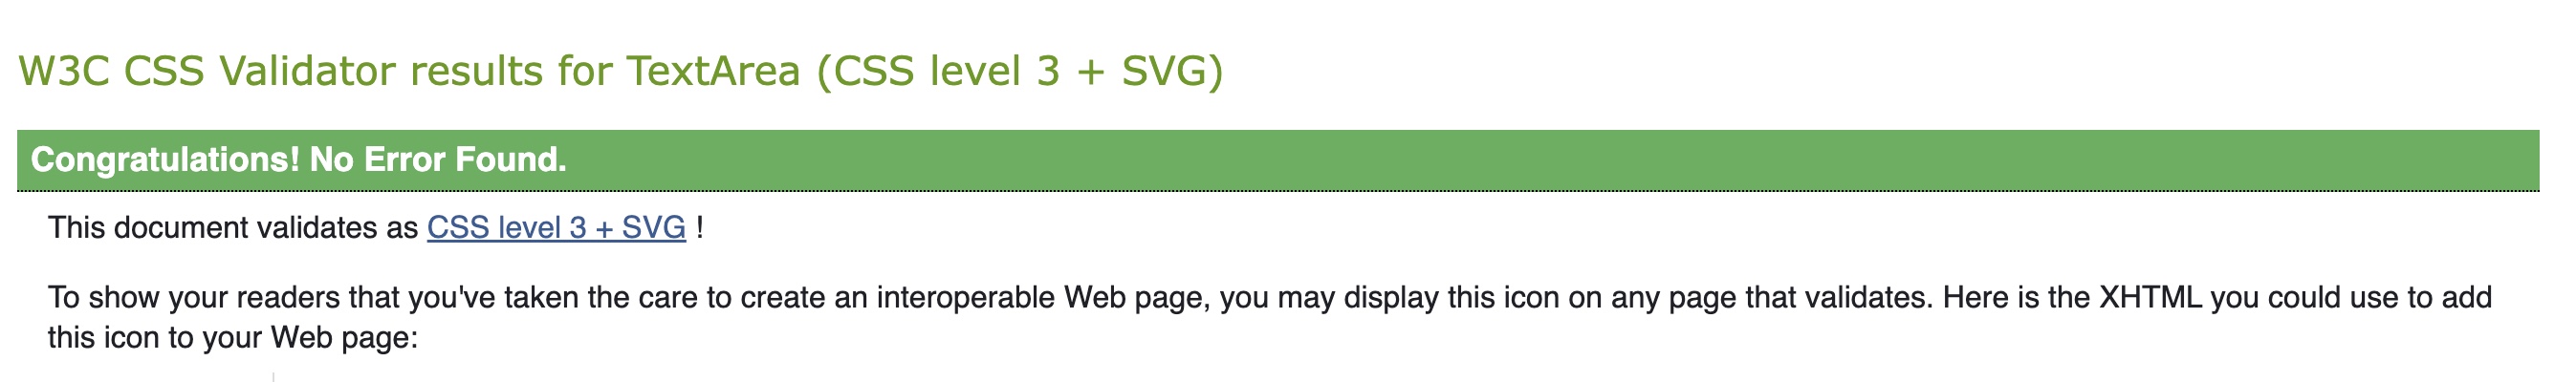 W3C CSS Validator results for TextArea (CSS level 3 + SVG)
Congratulations! No Error Found.
This document validates as CSS level 3 + SVG !
To show your readers that you've taken the care to create an interoperable Web page, you may display this icon on any page that validates. Here is the XHTML you could use to add
this icon to your Web page: